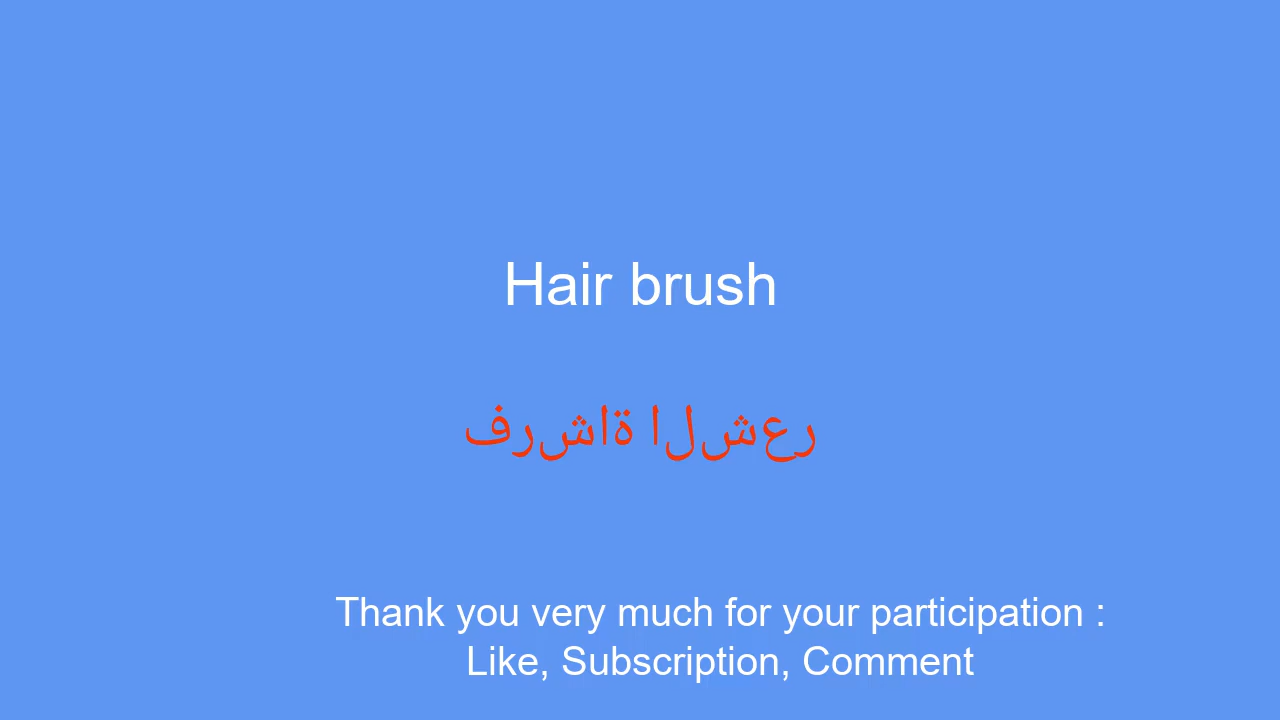 Hair brush
فرشاة الشعر
Thank you very much for your participation :
Like, Subscription, Comment